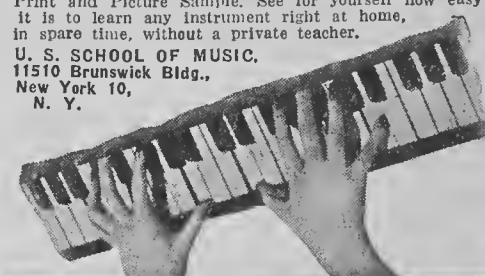 Print and Picture Sample. See for yourself how easy
it is to learn any instrument right at home,
in spare time, without a private teacher.
U. S. SCHOOL OF MUSIC,
11510 Brunswick Bldg.,
New York 10,
N. Y.